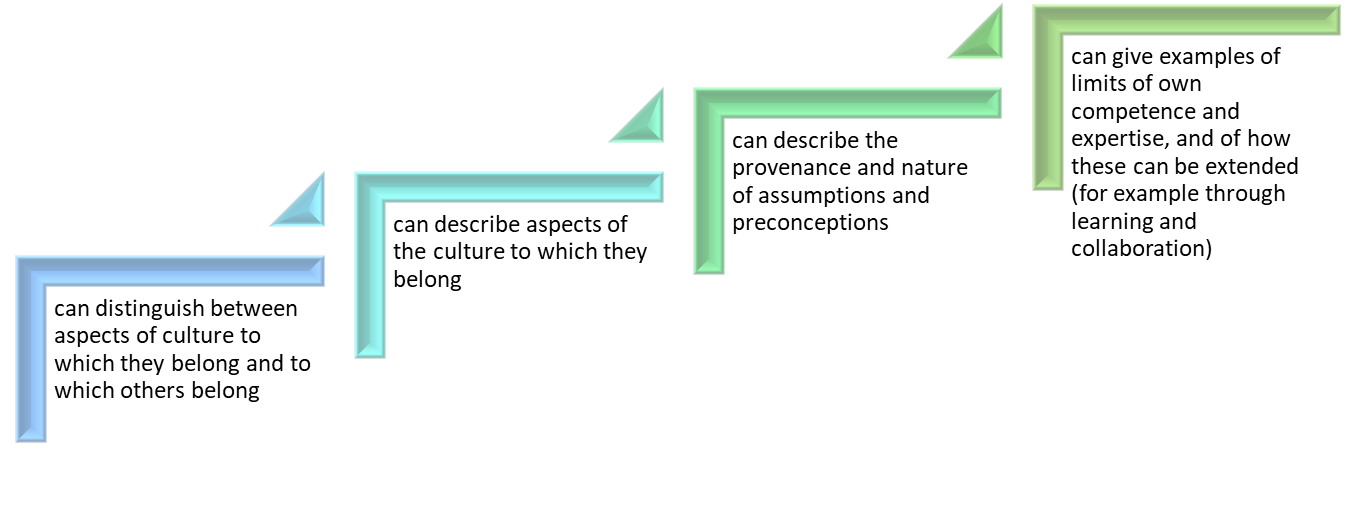 can distinguish between
aspects of culture to
which they belong and to
which others belong
can describe aspects of
the culture to which they
belong
can describe the
provenance and nature
of assumptions and
preconceptions
can give examples of
limits of own
competence and
expertise, and of how
these can be extended
(for example through
learning and
collaboration)